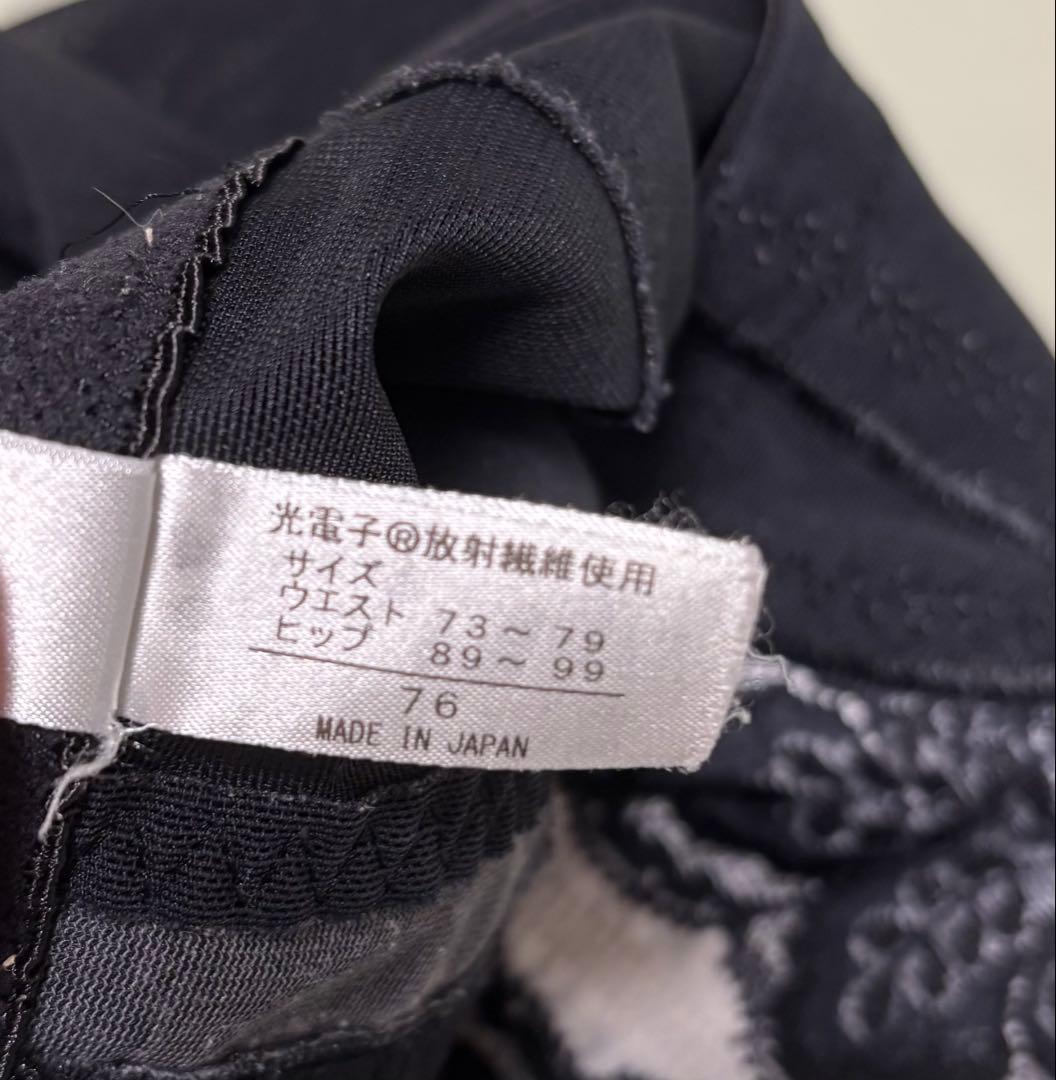 光電子®放射繊維使用
サイズ
ウエスト 73～79
ヒップ 89～99
76
MADE IN JAPAN